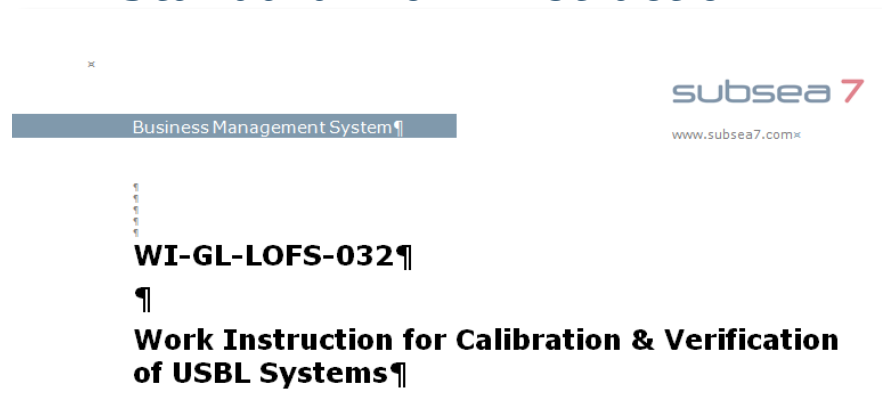 subsea 7
Business Management System¶
www.subsea7.com¤
¶
¶
¶
¶
¶
WI-GL-LOFS-032¶
¶
Work Instruction for Calibration & Verification
of USBL Systems¶